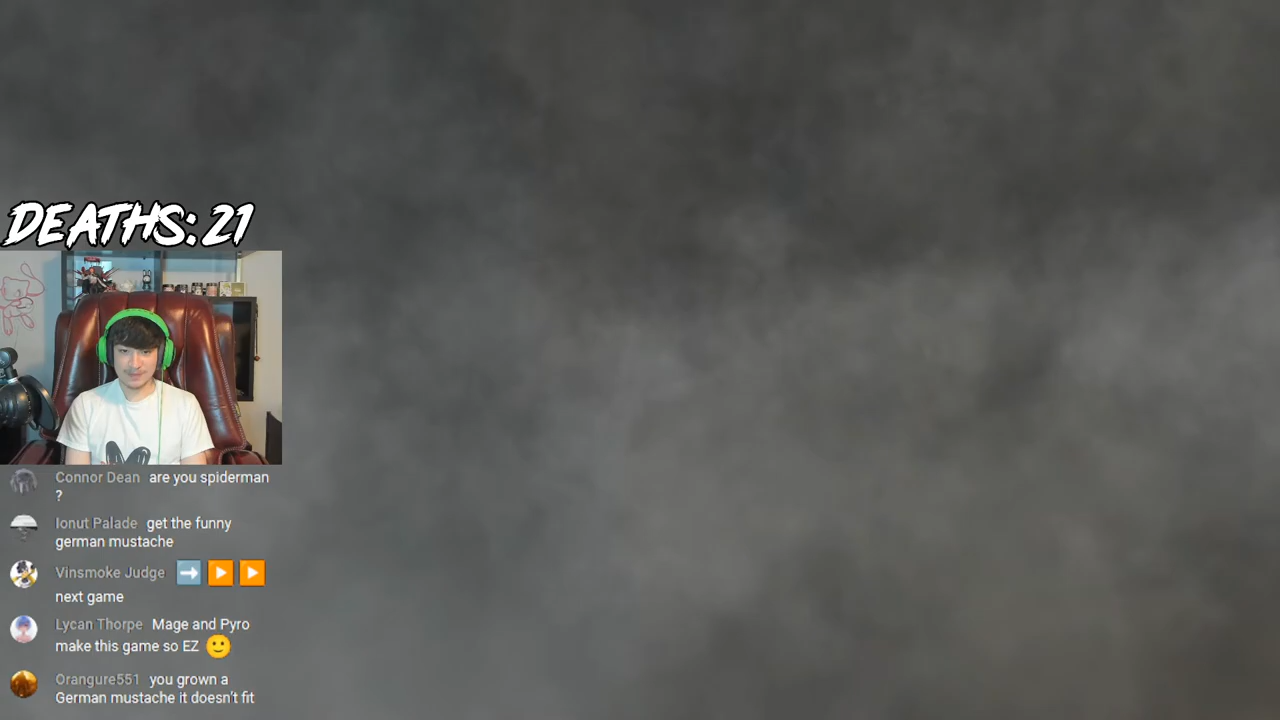 DEATHS: 21
Connor Dean are you spiderman
?
Ionut Palade get the funny
german mustache
Vinsmoke Judge ➡️ ▶️ ▶️
next game
Lycan Thorpe Mage and Pyro
make this game so EZ 🙂
Orangure551 you grown a
German mustache it doesn't fit